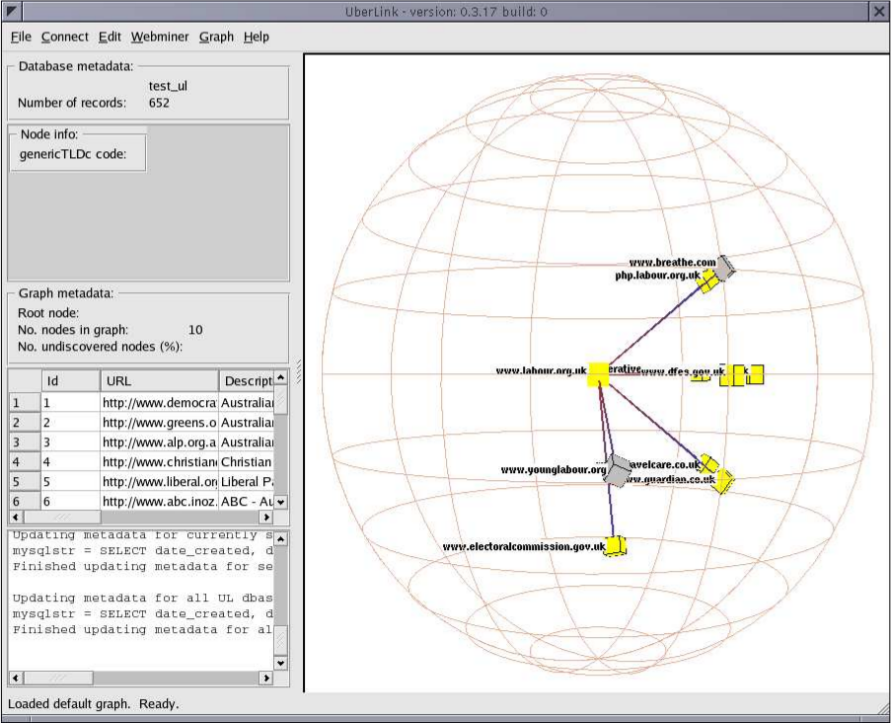 UberLink - version: 0.3.17 build: 0
File Connect Edit Webminer Graph Help
Database metadata:
test_ul
Number of records: 652
Node info:
genericTLDc code:
Graph metadata:
Root node:
No. nodes in graph: 10
No. undiscovered nodes (%):
Id URL Descript
1 1 http://www.democra Australian
2 2 http://www.greens.o Australian
3 3 http://www.alp.org.a Australian
4 4 http://www.christian Christian
5 5 http://www.liberal.org Liberal Pa
6 6 http://www.abc.inoz. ABC - Au
Updating metadata for currently s
mysqlstr = SELECT date_created, d
Finished updating metadata for se
Updating metadata for all UL dbas
mysqlstr = SELECT date_created, d
Finished updating metadata for al
Loaded default graph. Ready.
www.breathe.com
php.labour.org.uk
www.labour.org.uk erative www.dfes.gov.uk k
avelcare.co.uk
www.younglabour.org
ww.guardian.co.uk
www.electoralcommission.gov.uk